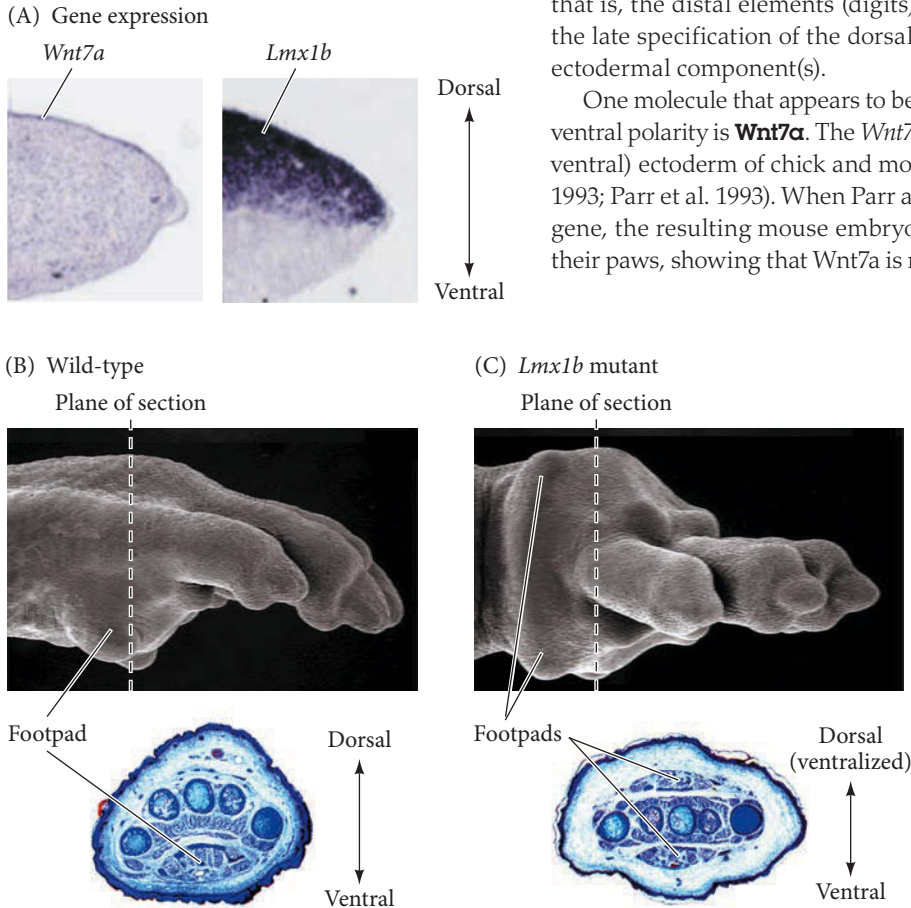 (A) Gene expression
Wnt7a
Lmx1b
Dorsal
Ventral
that is, the distal elements (digits)
the late specification of the dorsal
ectodermal component(s).
One molecule that appears to be
ventral polarity is Wnt7a. The Wnt7
ventral) ectoderm of chick and mo
1993; Parr et al. 1993). When Parr a
gene, the resulting mouse embryo
their paws, showing that Wnt7a is r
(B) Wild-type
Plane of section
Footpad
Dorsal
Ventral
(C) Lmx1b mutant
Plane of section
Footpads
Dorsal
(ventralized)
Ventral